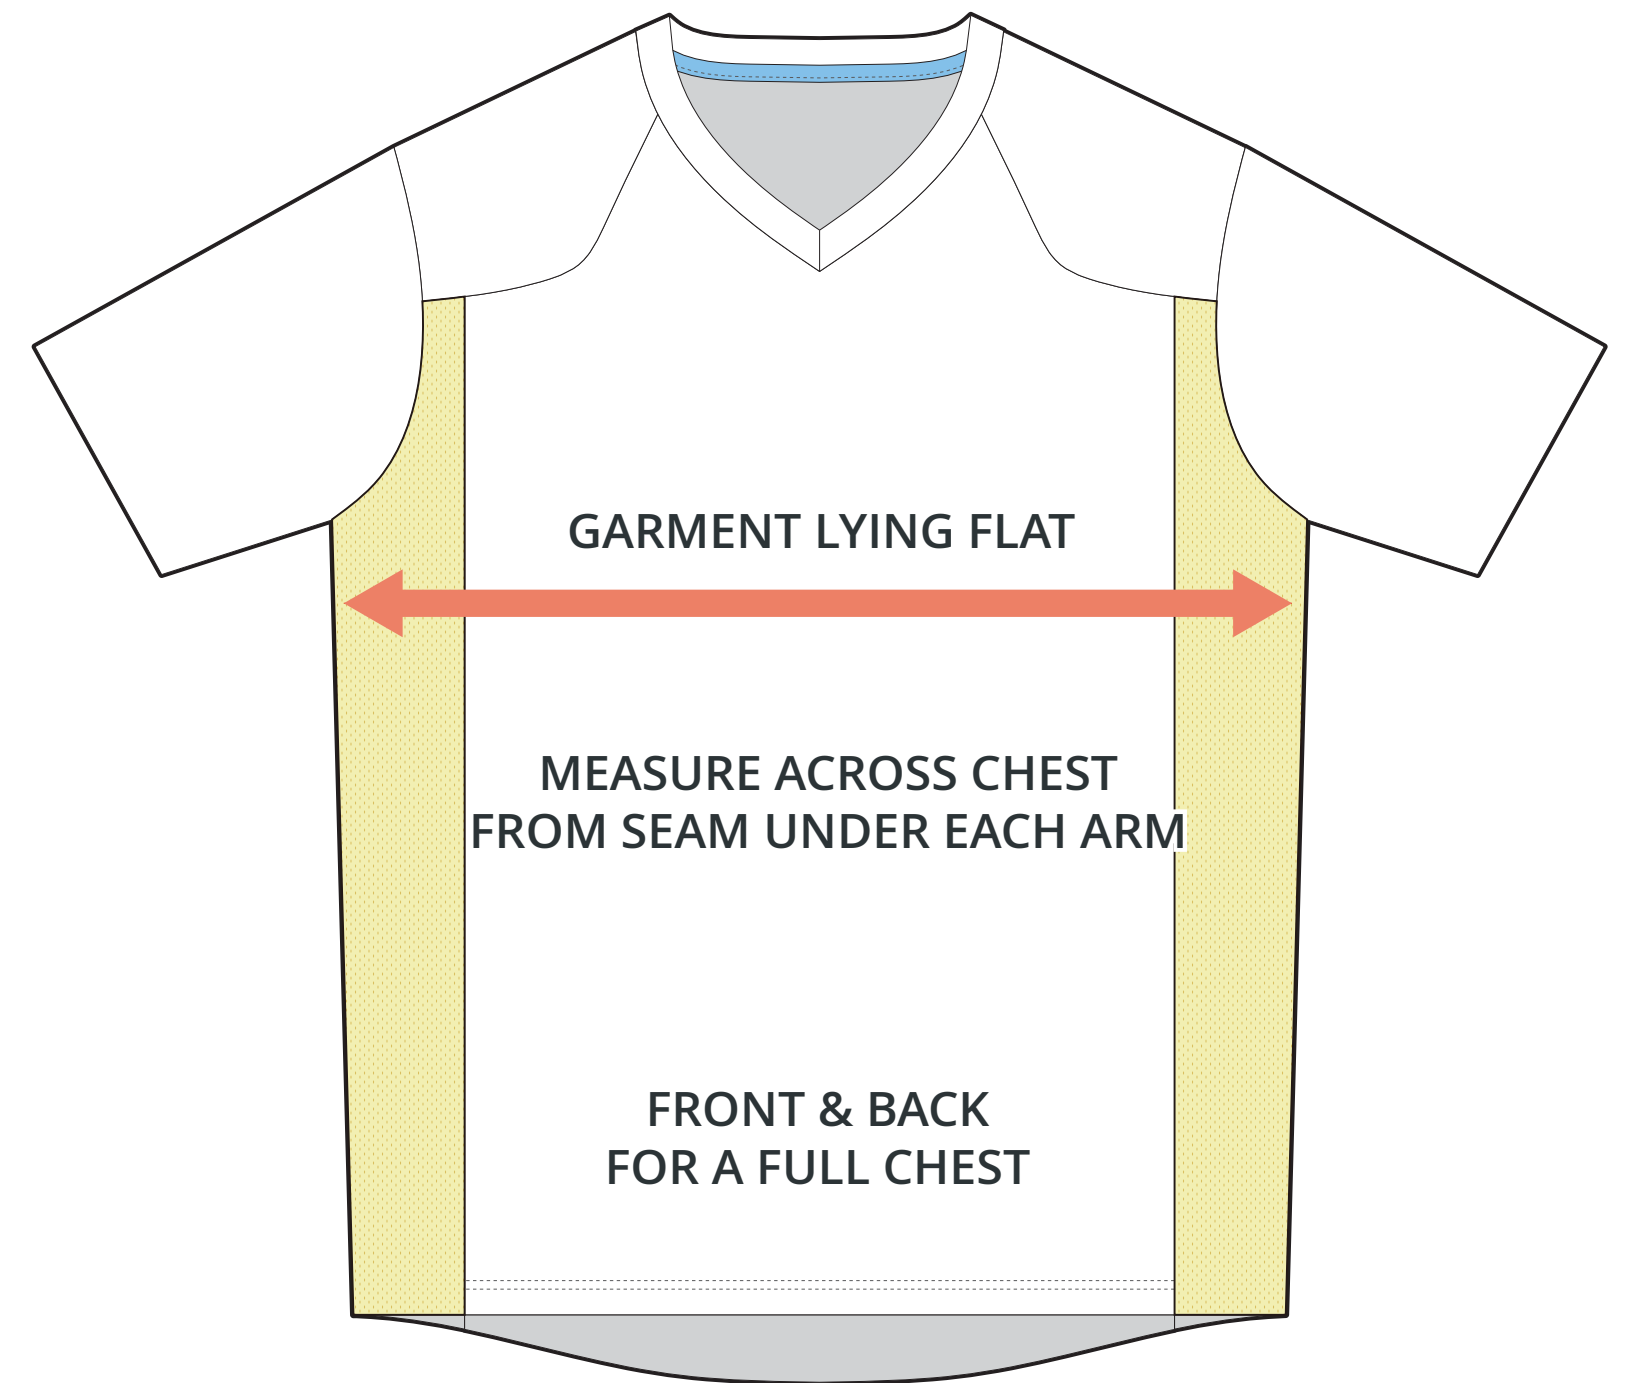 GARMENT LYING FLAT
MEASURE ACROSS CHEST
FROM SEAM UNDER EACH ARM
FRONT & BACK
FOR A FULL CHEST